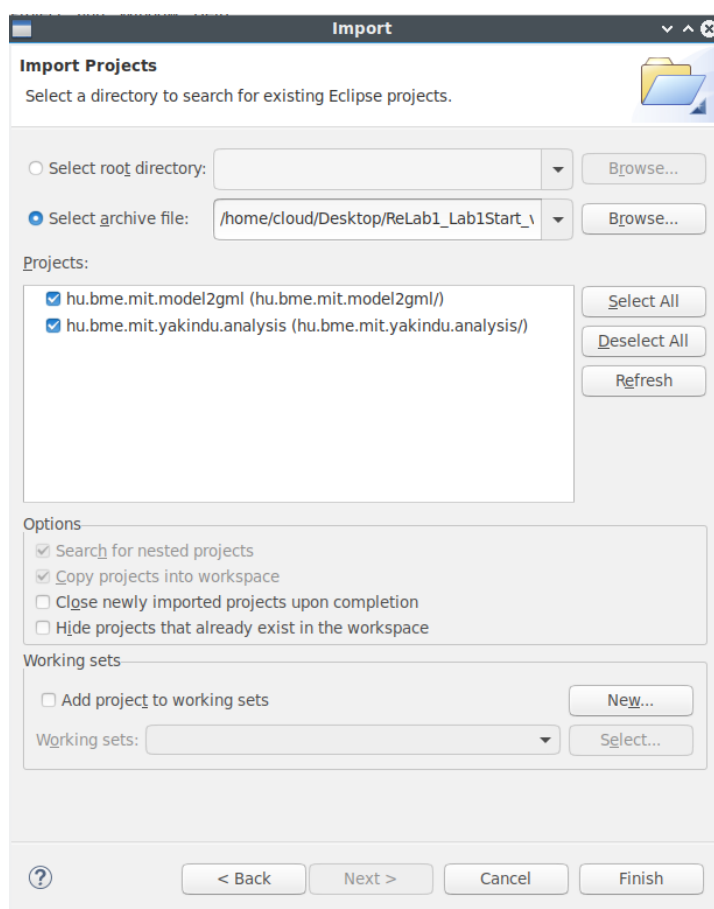 Import
Import Projects
Select a directory to search for existing Eclipse projects.
Select root directory:
Browse...
Select archive file: /home/cloud/Desktop/ReLab1_Lab1Start_v
Browse...
Projects:
hu.bme.mit.model2gml (hu.bme.mit.model2gml/)
Select All
hu.bme.mit.yakindu.analysis (hu.bme.mit.yakindu.analysis/)
Deselect All
Refresh
Options
Search for nested projects
Copy projects into workspace
Close newly imported projects upon completion
Hide projects that already exist in the workspace
Working sets
Add project to working sets
New...
Working sets:
Select...
?
< Back
Next >
Cancel
Finish